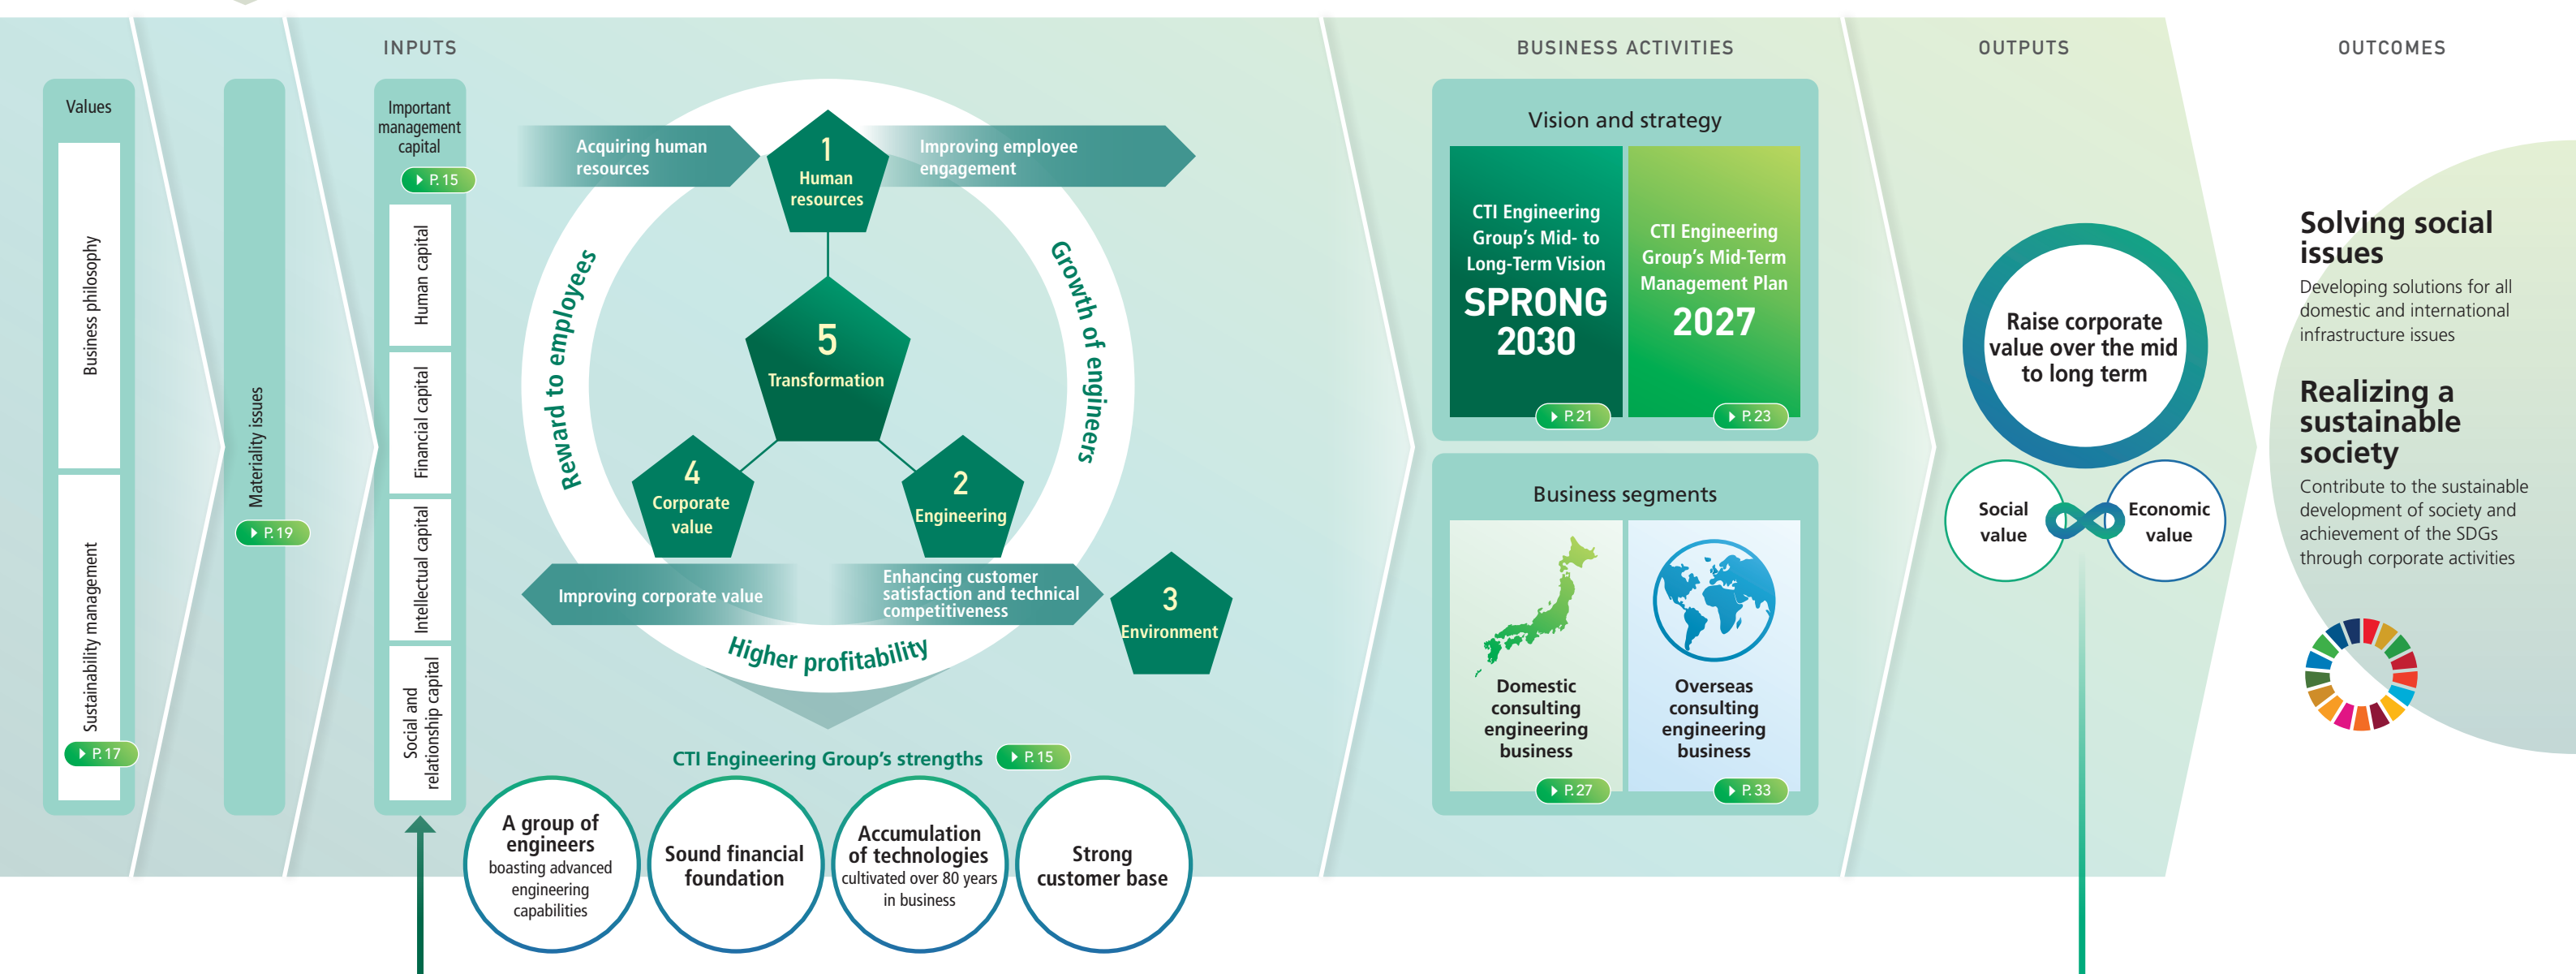 INPUTS
BUSINESS ACTIVITIES
OUTPUTS
OUTCOMES
Values
Business philosophy
Sustainability management
P.17
Materiality issues
P.19
Important
management
capital
P.15
Human capital
Financial capital
Intellectual capital
Social and
relationship capital
Acquiring human
resources
1
Human
resources
Improving employee
engagement
Reward to employees
Growth of engineers
5
Transformation
4
Corporate
value
2
Engineering
Improving corporate value
Enhancing customer
satisfaction and technical
competitiveness
3
Environment
Higher profitability
CTI Engineering Group's strengths
P.15
A group of
engineers
boasting advanced
engineering
capabilities
Sound financial
foundation
Accumulation
of technologies
cultivated over 80 years
in business
Strong
customer base
Vision and strategy
CTI Engineering
Group's Mid- to
Long-Term Vision
SPRONG
2030
P.21
CTI Engineering
Group's Mid-Term
Management Plan
2027
P.23
Business segments
Domestic
consulting
engineering
business
P.27
Overseas
consulting
engineering
business
P.33
Raise corporate
value over the mid
to long term
Social
value
Economic
value
Solving social
issues
Developing solutions for all
domestic and international
infrastructure issues
Realizing a
sustainable
society
Contribute to the sustainable
development of society and
achievement of the SDGs
through corporate activities